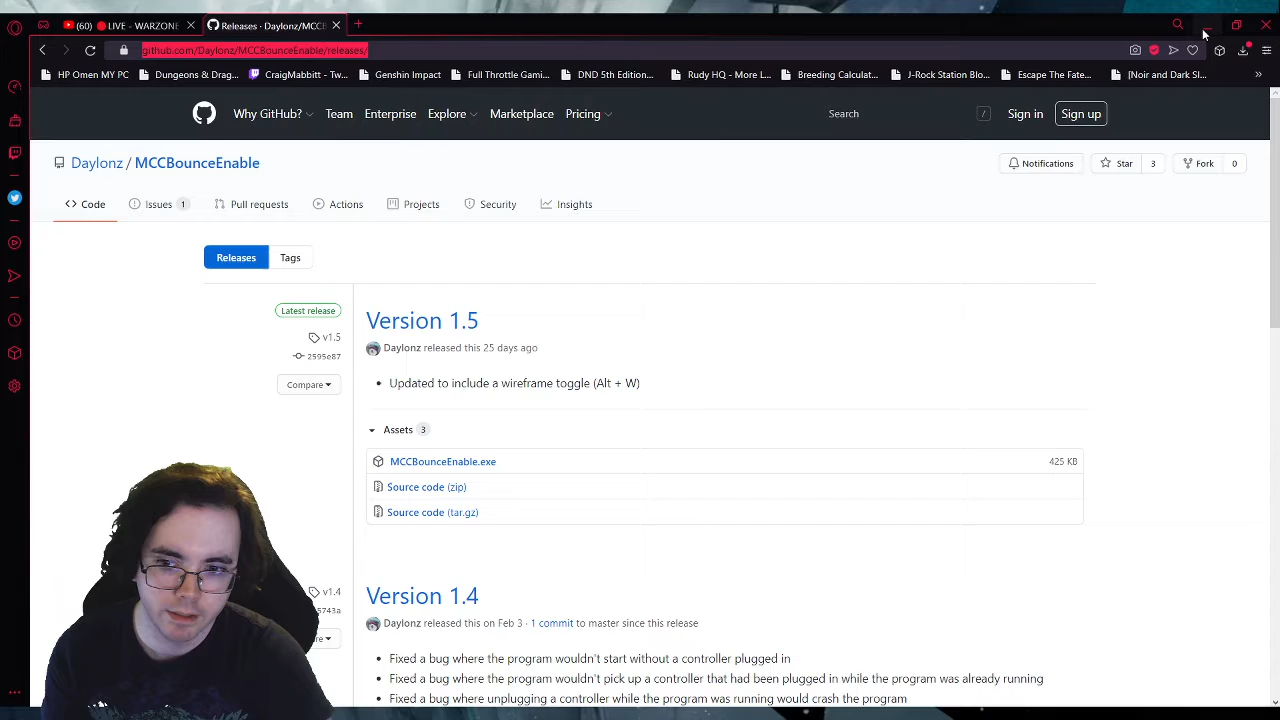 (60) 🔴 LIVE - WARZONE
Releases · Daylonz/MCCB
github.com/Daylonz/MCCBounceEnable/releases/
HP Omen MY PC
Dungeons & Drag...
CraigMabbitt - Tw...
Genshin Impact
Full Throttle Gami...
DND 5th Edition...
Rudy HQ - More L...
Breeding Calculat...
J-Rock Station Blo...
Escape The Fate...
[Noir and Dark Sl...
»
Why GitHub?
Team
Enterprise
Explore
Marketplace
Pricing
Search
/
Sign in
Sign up
Daylonz / MCCBounceEnable
Notifications
Star 3
Fork 0
<> Code
Issues 1
Pull requests
Actions
Projects
Security
Insights
Releases
Tags
Latest release
v1.5
2595e87
Compare
Version 1.5
Daylonz released this 25 days ago
• Updated to include a wireframe toggle (Alt + W)
Assets 3
MCCBounceEnable.exe 425 KB
Source code (zip)
Source code (tar.gz)
v1.4
5743a
re
Version 1.4
Daylonz released this on Feb 3 · 1 commit to master since this release
• Fixed a bug where the program wouldn't start without a controller plugged in
• Fixed a bug where the program wouldn't pick up a controller that had been plugged in while the program was already running
• Fixed a bug where unplugging a controller while the program was running would crash the program